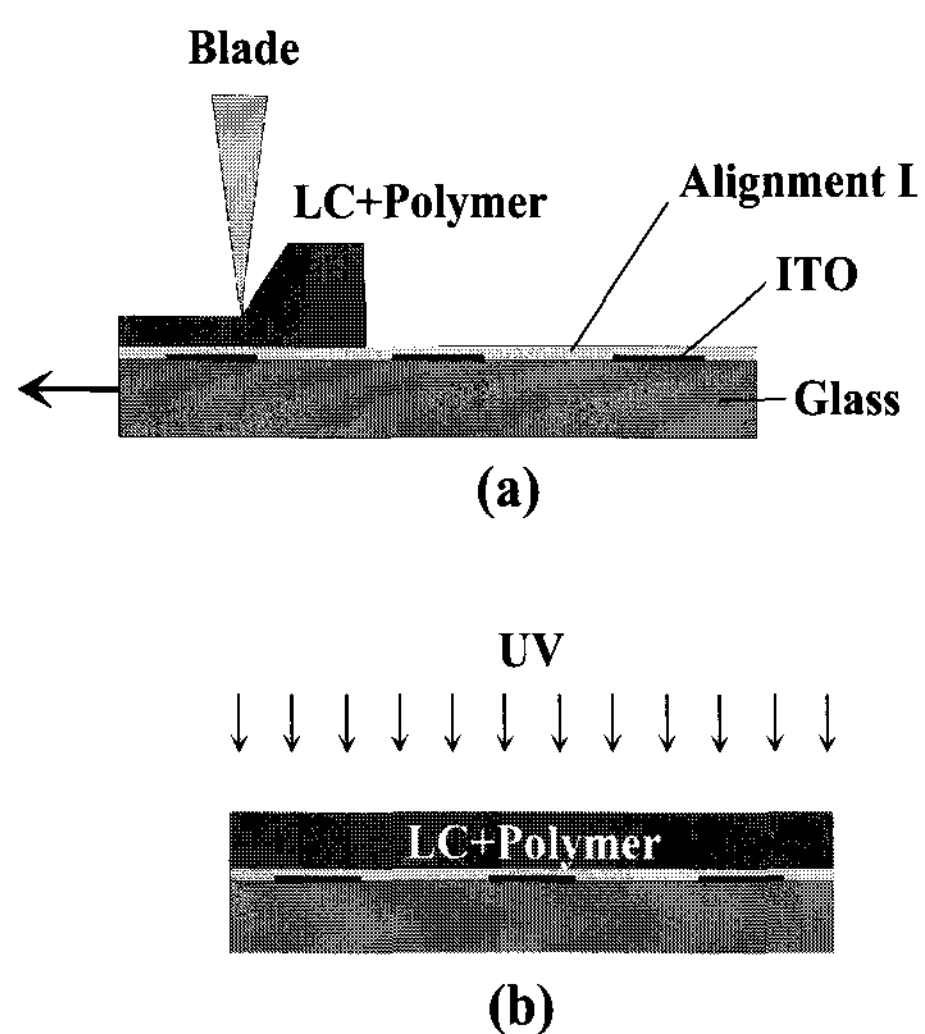 Blade
LC+Polymer
Alignment L
ITO
Glass
(a)
UV
LC+Polymer
(b)